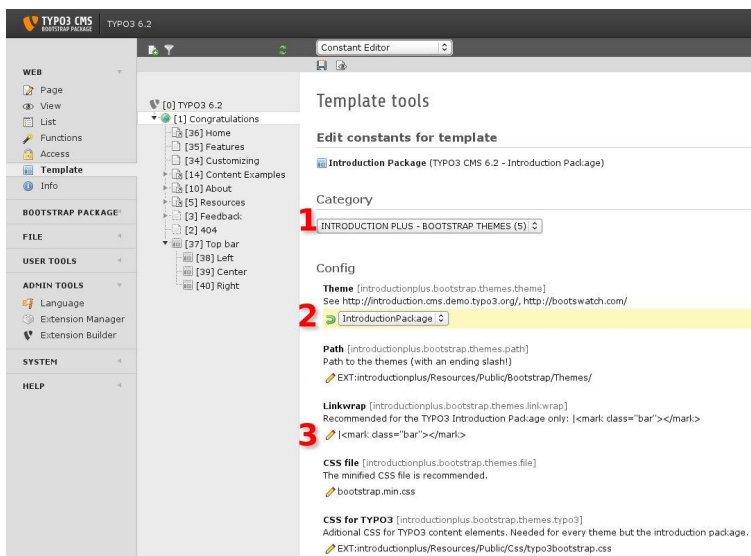 TYPO3 CMS
BOOTSTRAP PACKAGE
TYPO3 6.2
Constant Editor
WEB
Page
View
List
Functions
Access
Template
Info
BOOTSTRAP PACKAGE
FILE
USER TOOLS
ADMIN TOOLS
Language
Extension Manager
Extension Builder
SYSTEM
HELP
[0] TYPO3 6.2
[1] Congratulations
[36] Home
[35] Features
[34] Customizing
[14] Content Examples
[10] About
[5] Resources
[3] Feedback
[2] 404
[37] Top bar
[38] Left
[39] Center
[40] Right
Template tools
Edit constants for template
Introduction Package (TYPO3 CMS 6.2 - Introduction Package)
Category
1
INTRODUCTION PLUS - BOOTSTRAP THEMES (5)
Config
Theme [introductionplus.bootstrap.themes.theme]
See http://introduction.cms.demo.typo3.org/, http://bootswatch.com/
2
IntroductionPackage
Path [introductionplus.bootstrap.themes.path]
Path to the themes (with an ending slash!)
EXT:introductionplus/Resources/Public/Bootstrap/Themes/
Linkwrap [introductionplus.bootstrap.themes.linkwrap]
Recommended for the TYPO3 Introduction Package only: |<mark class="bar"></mark>
3
|<mark class="bar"></mark>
CSS file [introductionplus.bootstrap.themes.file]
The minified CSS file is recommended.
bootstrap.min.css
CSS for TYPO3 [introductionplus.bootstrap.themes.typo3]
Aditional CSS for TYPO3 content elements. Needed for every theme but the introduction package.
EXT:introductionplus/Resources/Public/Css/typo3bootstrap.css